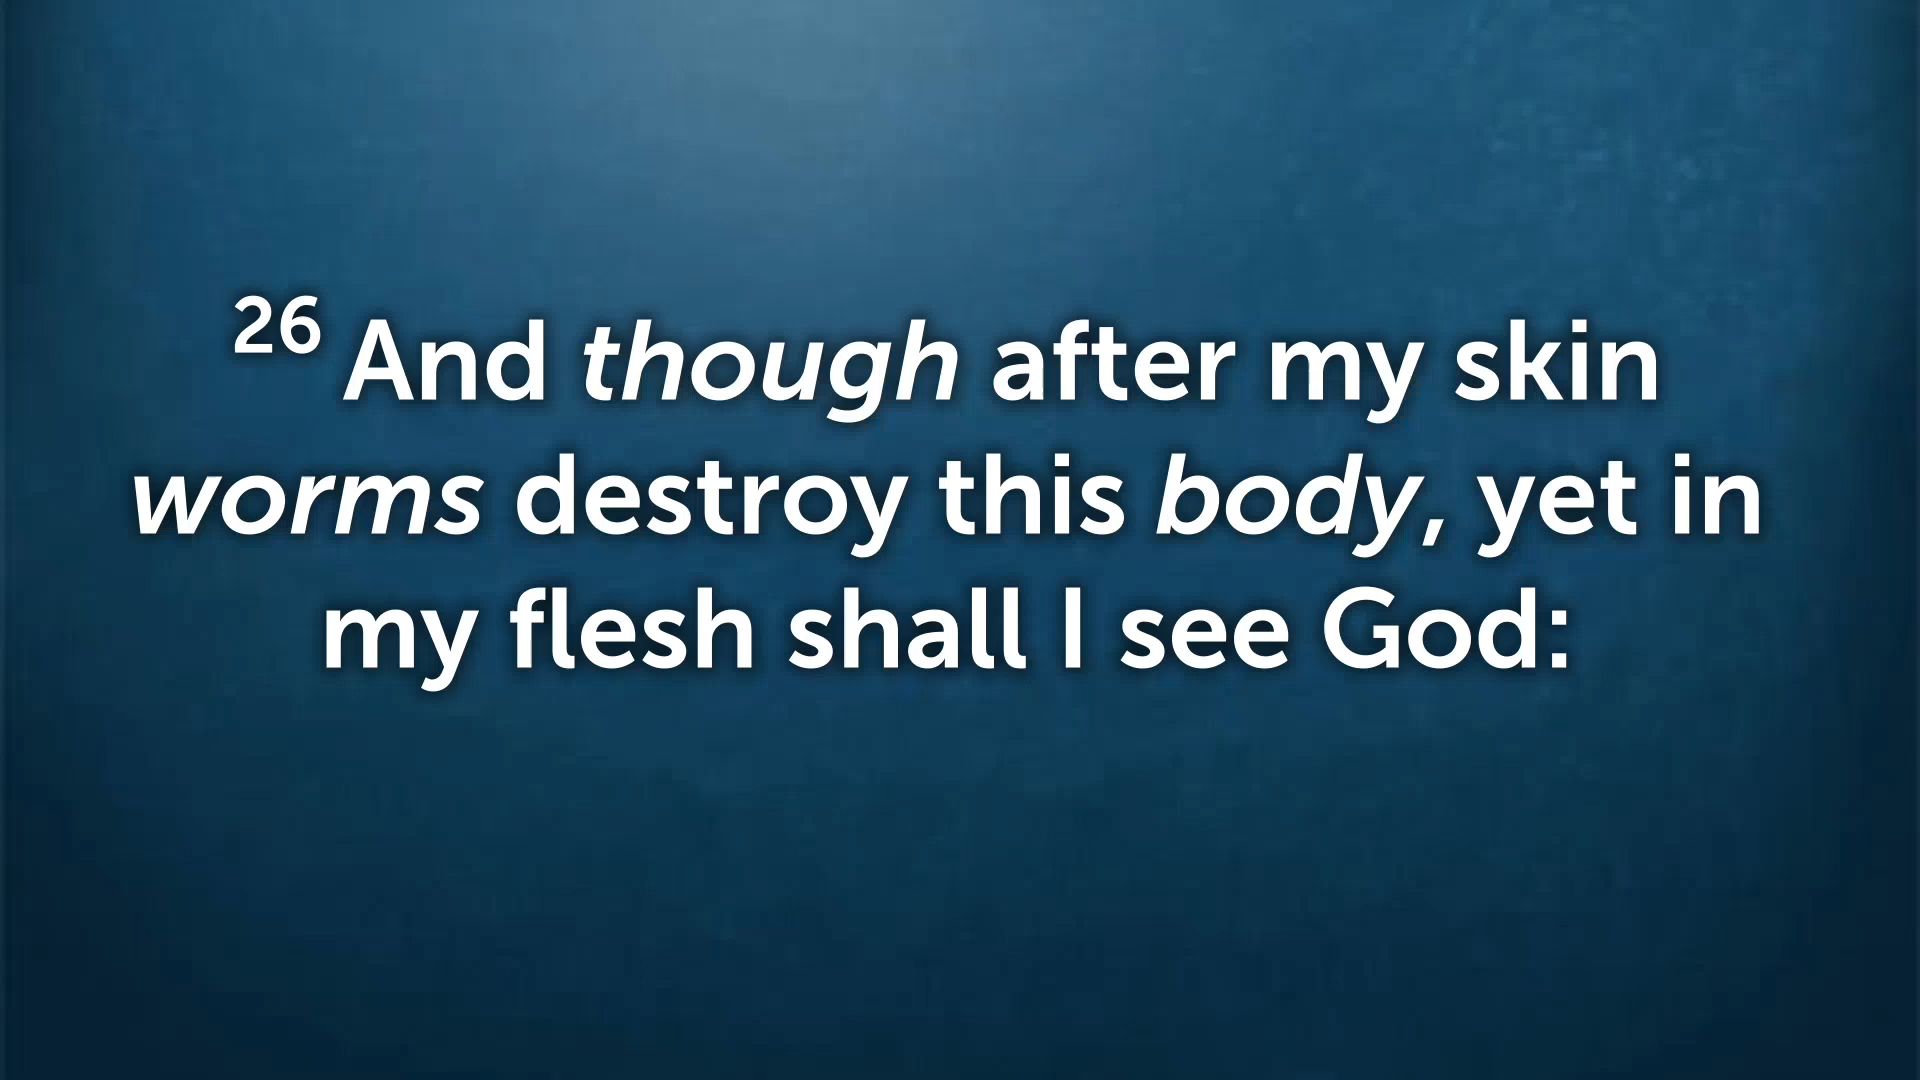 26 And though after my skin
worms destroy this body, yet in
my flesh shall I see God: